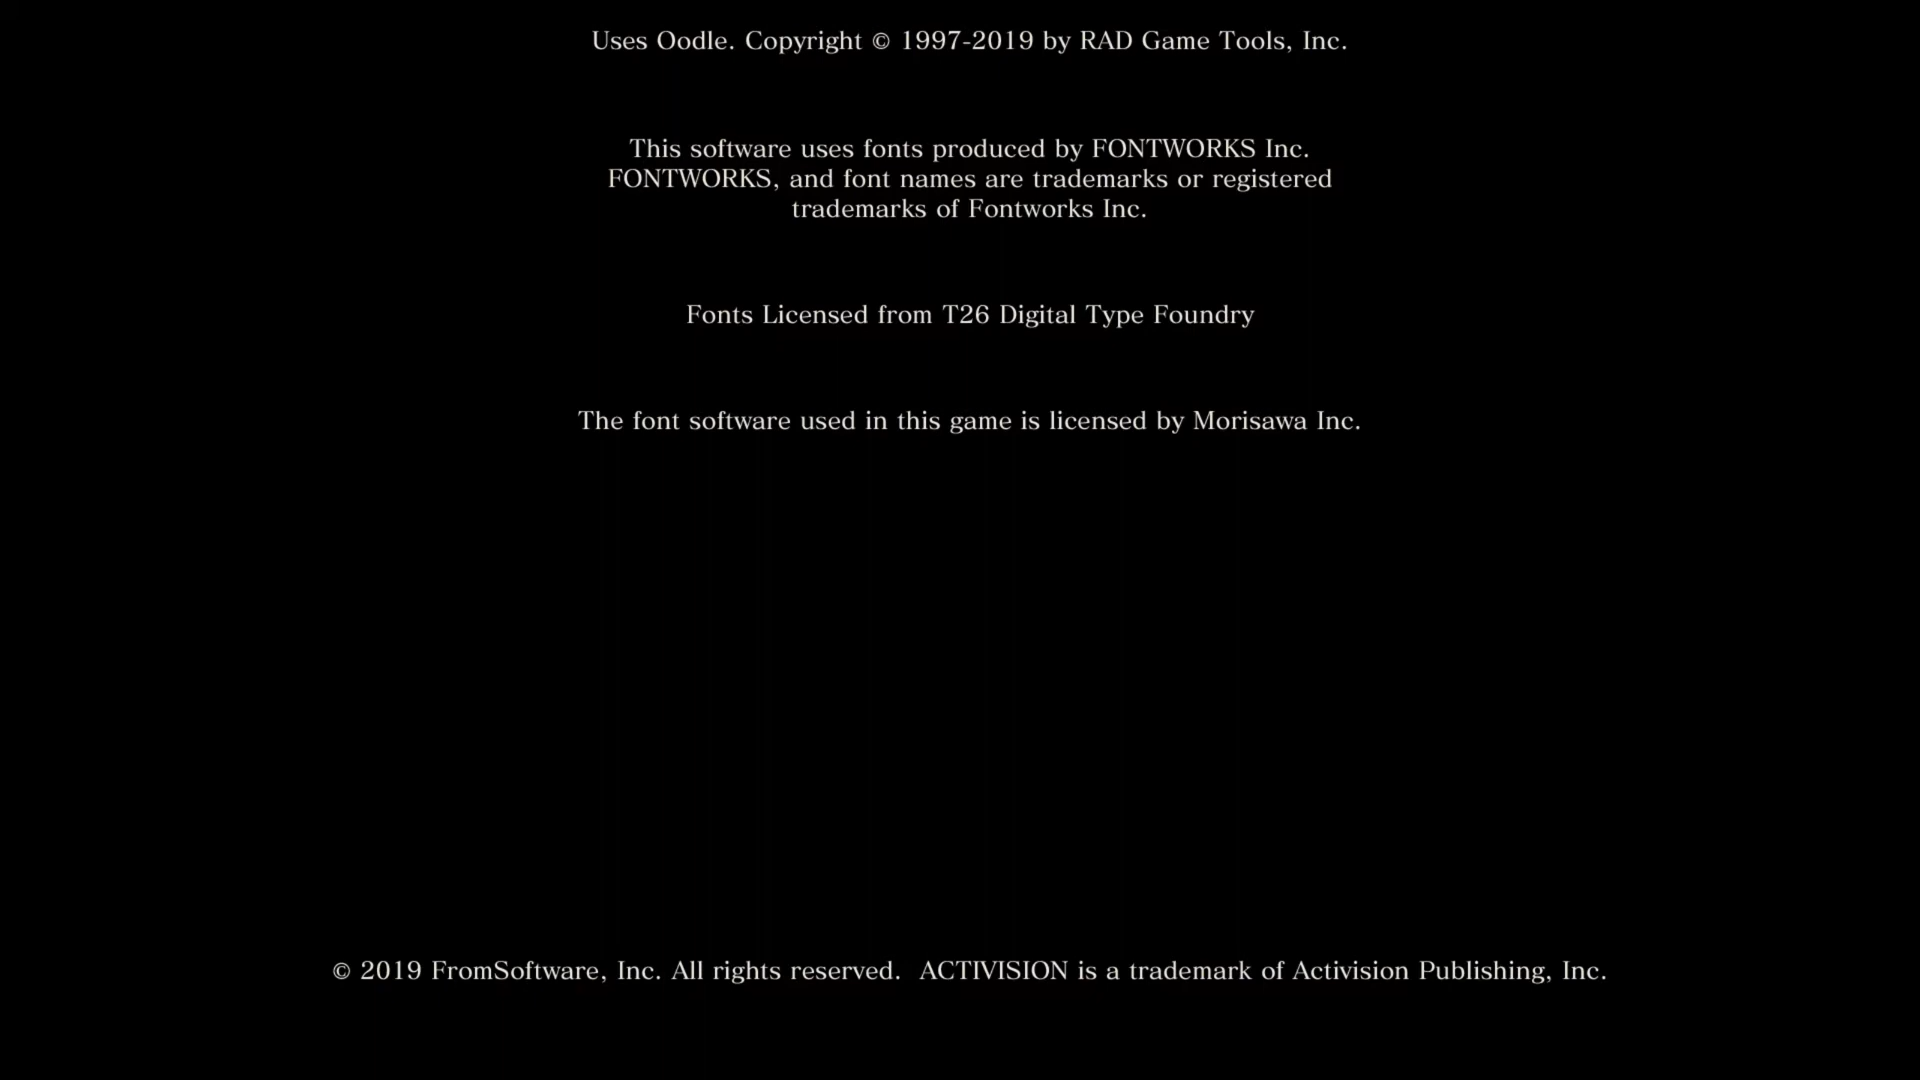 Uses Oodle. Copyright © 1997-2019 by RAD Game Tools, Inc.
This software uses fonts produced by FONTWORKS Inc.
FONTWORKS, and font names are trademarks or registered
trademarks of Fontworks Inc.
Fonts Licensed from T26 Digital Type Foundry
The font software used in this game is licensed by Morisawa Inc.
© 2019 FromSoftware, Inc. All rights reserved.  ACTIVISION is a trademark of Activision Publishing, Inc.